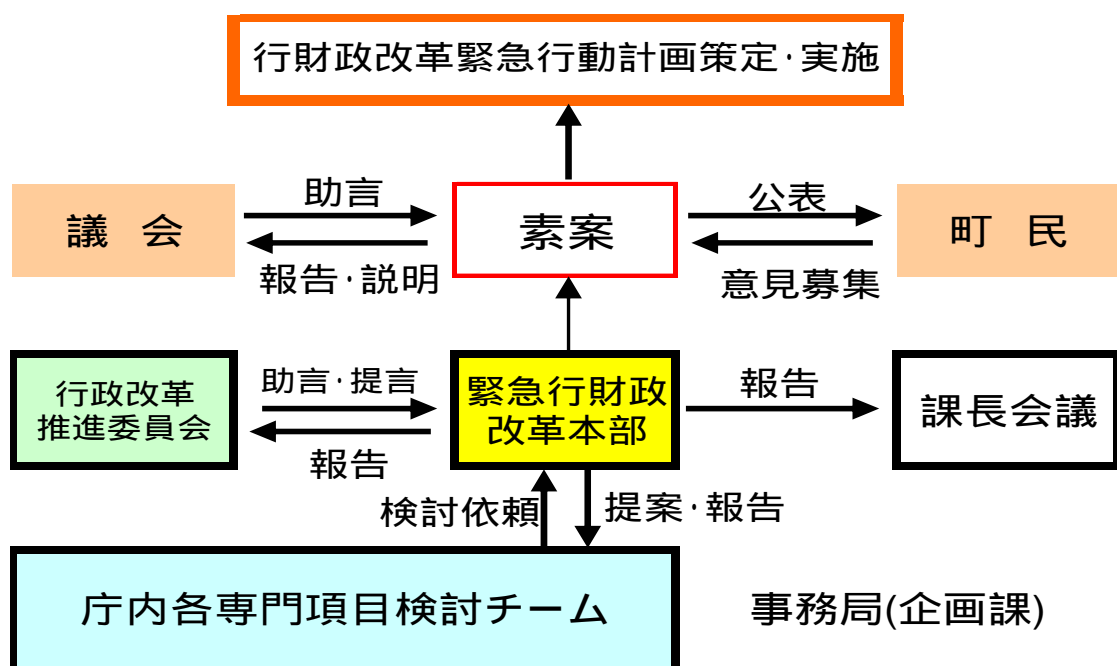 行財政改革緊急行動計画策定･実施
助言
公表
議　会
素案
町　民
報告･説明
意見募集
行政改革
推進委員会
助言･提言
報告
緊急行財政
改革本部
報告
課長会議
検討依頼
提案･報告
庁内各専門項目検討チーム
事務局(企画課)